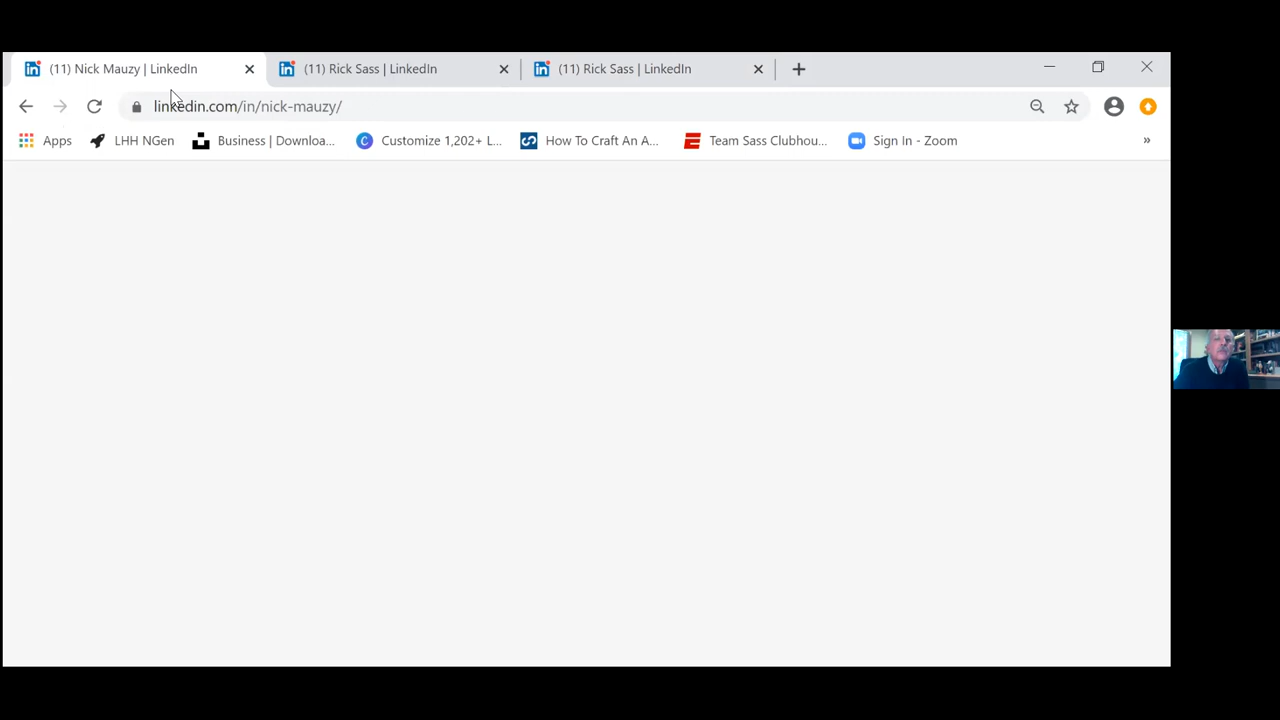 (11) Nick Mauzy | LinkedIn
(11) Rick Sass | LinkedIn
(11) Rick Sass | LinkedIn
linkedin.com/in/nick-mauzy/
Apps
LHH NGen
Business | Downloa...
Customize 1,202+ L...
How To Craft An A...
Team Sass Clubhou...
Sign In - Zoom